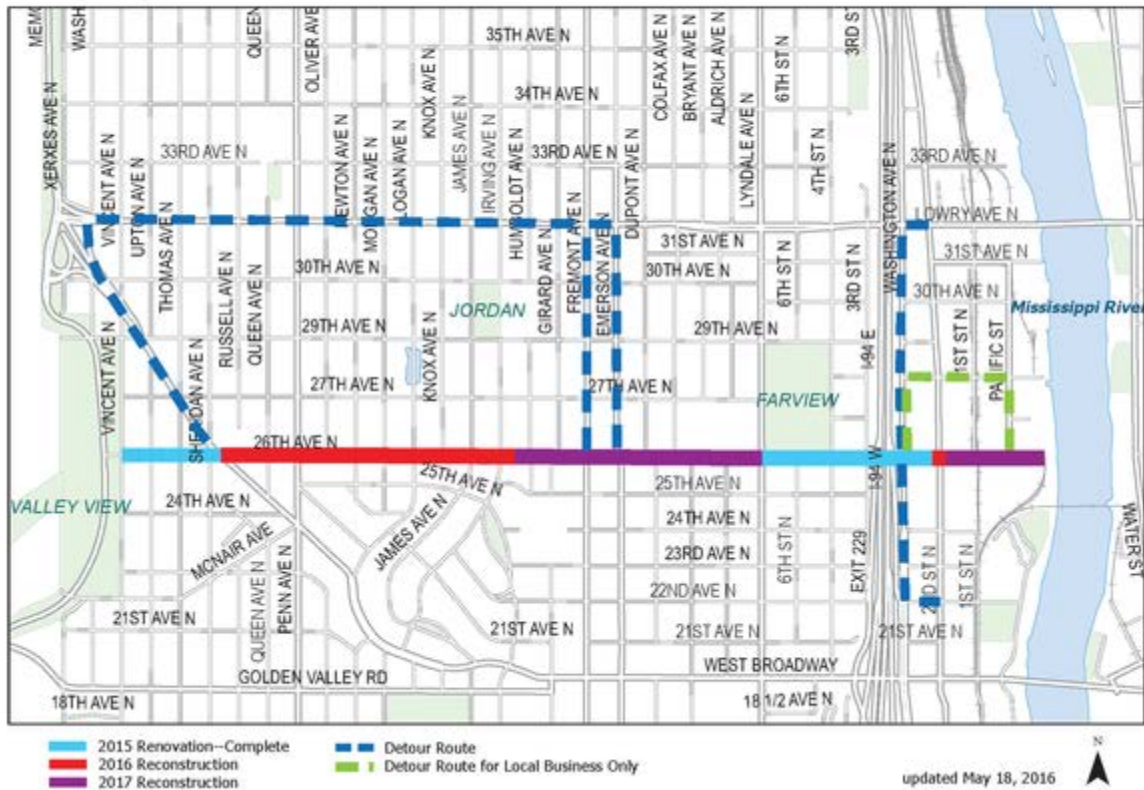 MEMO
WASH
QUEEN
OLIVER AVE
35TH AVE N
COLFAX AVE N
BRYANT AVE N
ALDRICH AVE N
6TH ST N
3RD ST
34TH AVE N
KNOX AVE N
XERXES AVE N
VINCENT AVE N
UPTON AVE N
33RD AVE N
NEWTON AVE N
MORGAN AVE N
LOGAN AVE N
JAMES AVE N
IRVING AVE N
HUMBOLDT AVE N
33RD AVE N
DUPONT AVE N
LYNDALE AVE N
4TH ST N
WASHINGTON AVE N
33RD AVE N
LOWRY AVE N
THOMAS AVE N
RUSSELL AVE N
QUEEN AVE N
30TH AVE N
GIRARD AVE N
FREMONT AVE N
EMERSON AVE N
31ST AVE N
30TH AVE N
6TH ST N
3RD ST N
31ST AVE N
30TH AVE N
JORDAN
Mississippi River
VINCENT AVE N
SHERIDAN AVE N
29TH AVE N
KNOX AVE N
29TH AVE N
I-94 E
1ST ST N
PACIFIC ST
27TH AVE N
27TH AVE N
FARVIEW
26TH AVE N
I-94 W
25TH AVE N
25TH AVE N
VALLEY VIEW
24TH AVE N
24TH AVE N
MCNAIR AVE
JAMES AVE N
23RD AVE N
6TH ST N
EXIT 229
WATER ST
QUEEN AVE N
PENN AVE N
22ND AVE N
2ND ST N
1ST ST N
21ST AVE N
21ST AVE N
21ST AVE N
21ST AVE N
GOLDEN VALLEY RD
WEST BROADWAY
18TH AVE N
18 1/2 AVE N
2015 Renovation--Complete
2016 Reconstruction
2017 Reconstruction
Detour Route
Detour Route for Local Business Only
updated May 18, 2016
N